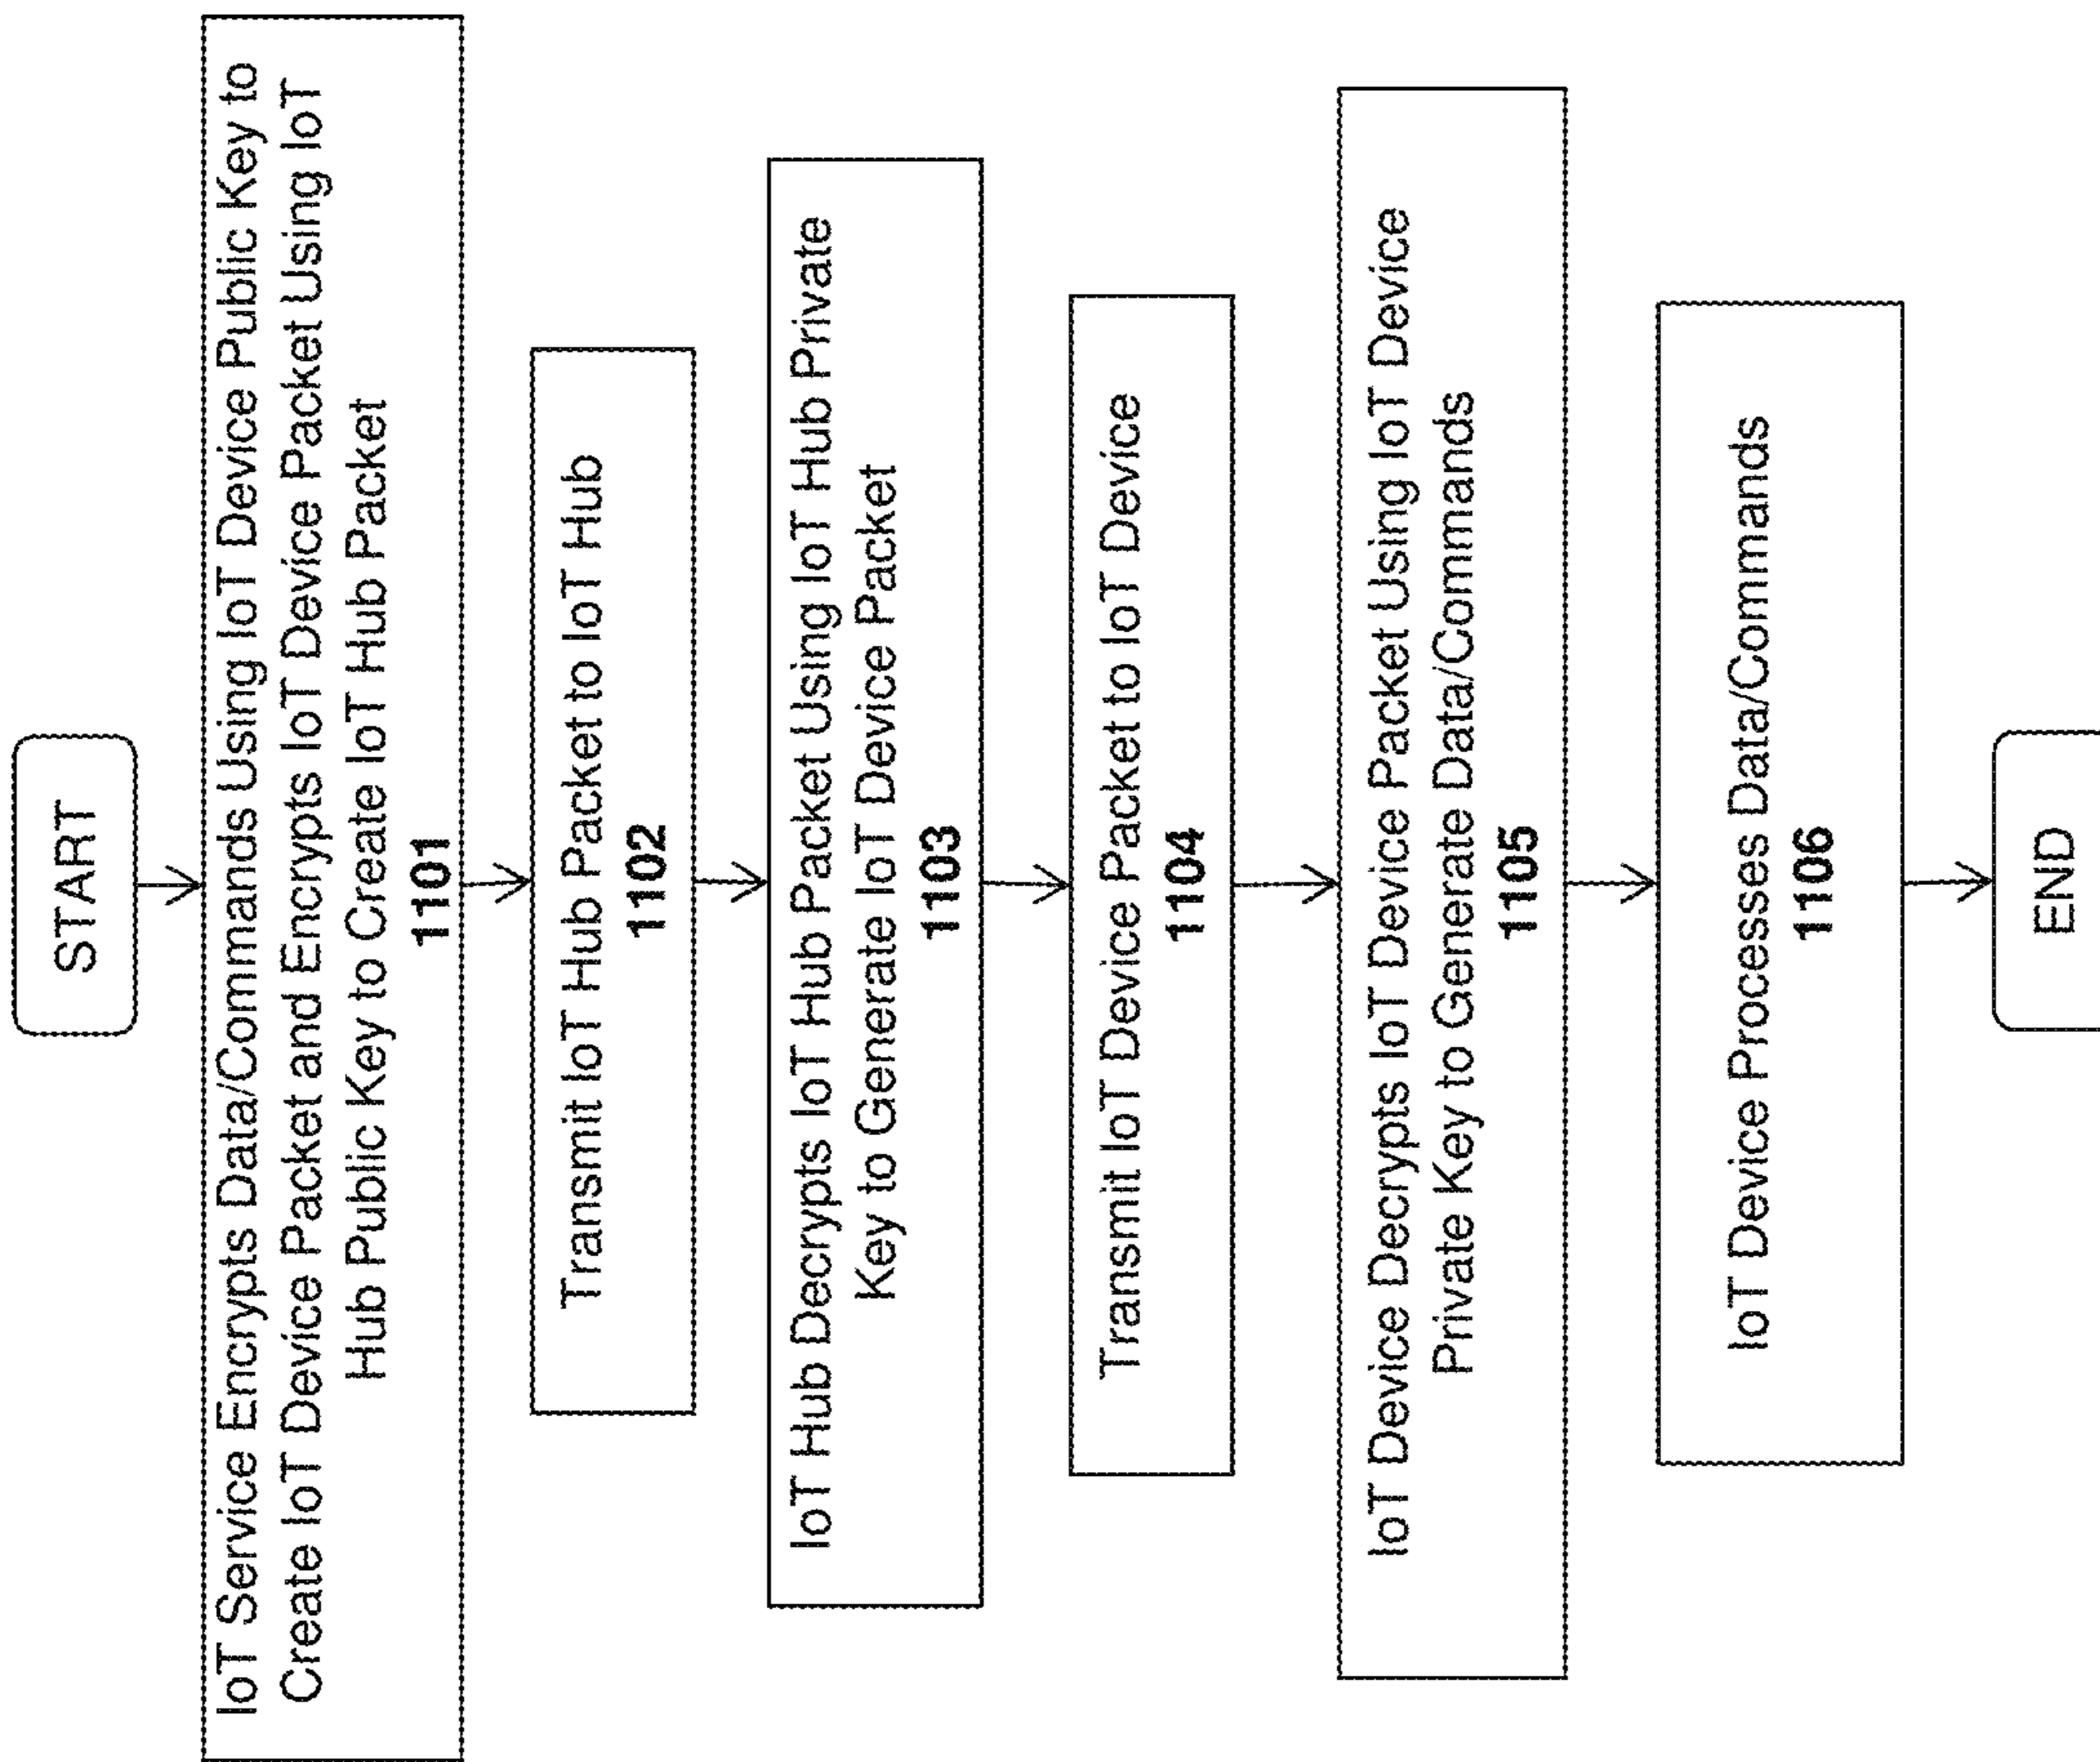 START
IoT Service Encrypts Data/Commands Using IoT Device Public Key to
Create IoT Device Packet and Encrypts IoT Device Packet Using IoT
Hub Public Key to Create IoT Hub Packet
1101
Transmit IoT Hub Packet to IoT Hub
1102
IoT Hub Decrypts IoT Hub Packet Using IoT Hub Private
Key to Generate IoT Device Packet
1103
Transmit IoT Device Packet to IoT Device
1104
IoT Device Decrypts IoT Device Packet Using IoT Device
Private Key to Generate Data/Commands
1105
IoT Device Processes Data/Commands
1106
END